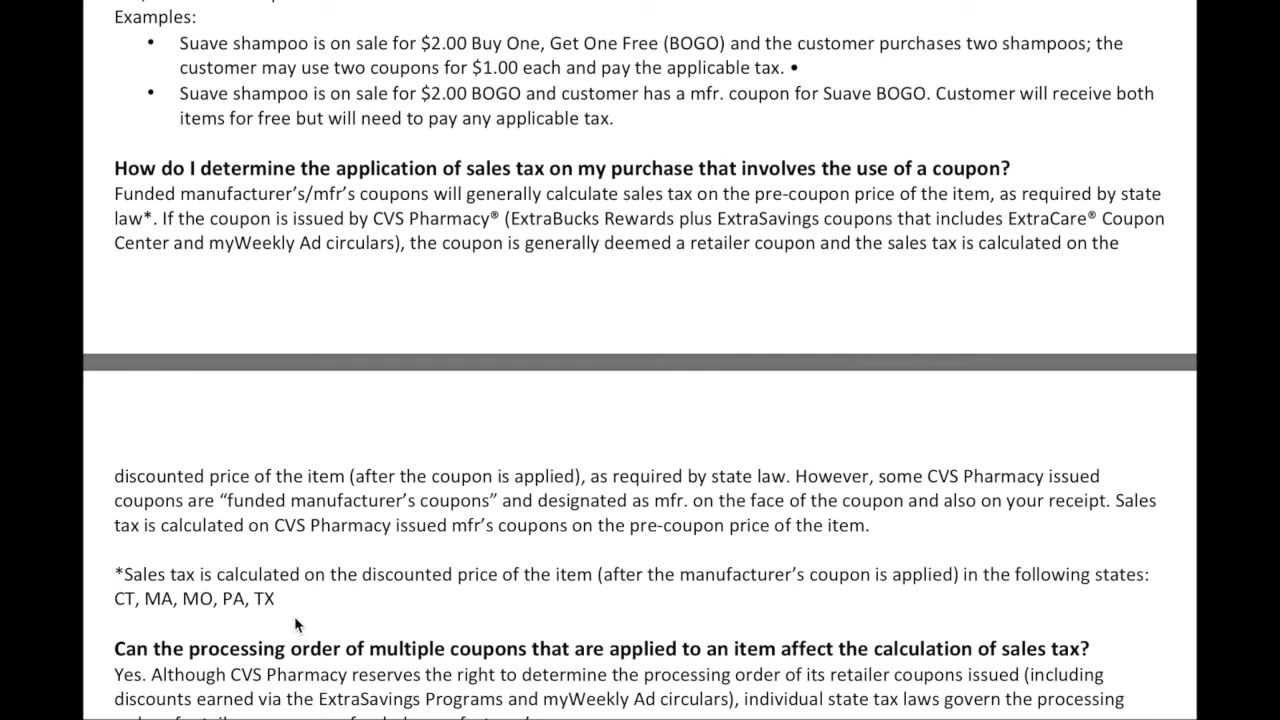 Examples:
• Suave shampoo is on sale for $2.00 Buy One, Get One Free (BOGO) and the customer purchases two shampoos; the
customer may use two coupons for $1.00 each and pay the applicable tax. •
• Suave shampoo is on sale for $2.00 BOGO and customer has a mfr. coupon for Suave BOGO. Customer will receive both
items for free but will need to pay any applicable tax.
How do I determine the application of sales tax on my purchase that involves the use of a coupon?
Funded manufacturer’s/mfr’s coupons will generally calculate sales tax on the pre-coupon price of the item, as required by state
law*. If the coupon is issued by CVS Pharmacy® (ExtraBucks Rewards plus ExtraSavings coupons that includes ExtraCare® Coupon
Center and myWeekly Ad circulars), the coupon is generally deemed a retailer coupon and the sales tax is calculated on the
discounted price of the item (after the coupon is applied), as required by state law. However, some CVS Pharmacy issued
coupons are “funded manufacturer’s coupons” and designated as mfr. on the face of the coupon and also on your receipt. Sales
tax is calculated on CVS Pharmacy issued mfr’s coupons on the pre-coupon price of the item.
*Sales tax is calculated on the discounted price of the item (after the manufacturer’s coupon is applied) in the following states:
CT, MA, MO, PA, TX
Can the processing order of multiple coupons that are applied to an item affect the calculation of sales tax?
Yes. Although CVS Pharmacy reserves the right to determine the processing order of its retailer coupons issued (including
discounts earned via the ExtraSavings Programs and myWeekly Ad circulars), individual state tax laws govern the processing